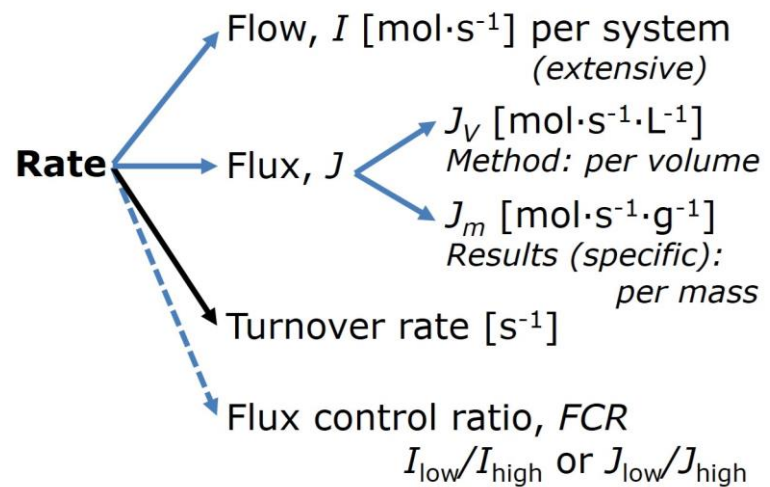 Flow, I [mol·s⁻¹] per system
(extensive)
Rate
Flux, J
J_V [mol·s⁻¹·L⁻¹]
Method: per volume
J_m [mol·s⁻¹·g⁻¹]
Results (specific):
per mass
Turnover rate [s⁻¹]
Flux control ratio, FCR
I_low/I_high or J_low/J_high